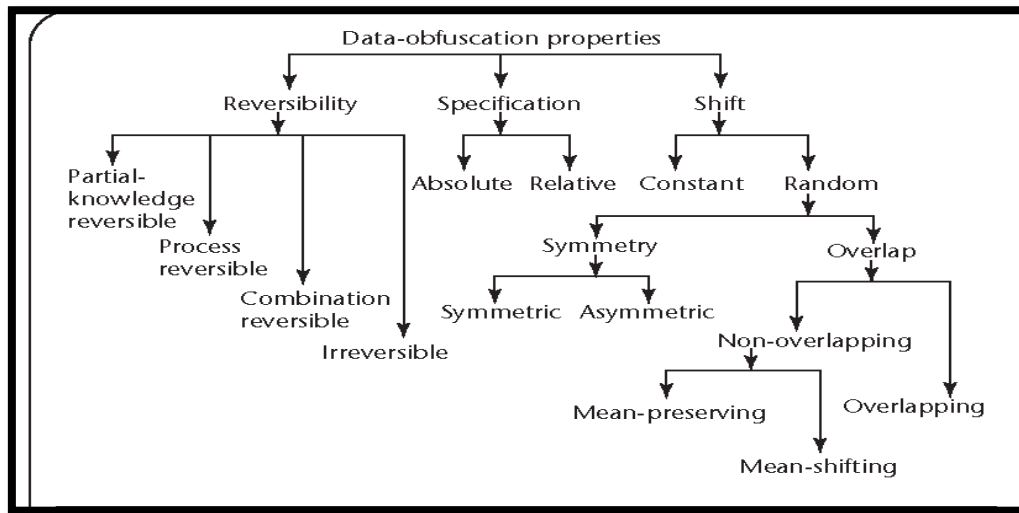 Data-obfuscation properties
Reversibility
Specification
Shift
Partial-
knowledge
reversible
Process
reversible
Combination
reversible
Irreversible
Absolute
Relative
Constant
Random
Symmetry
Overlap
Symmetric
Asymmetric
Non-overlapping
Overlapping
Mean-preserving
Mean-shifting